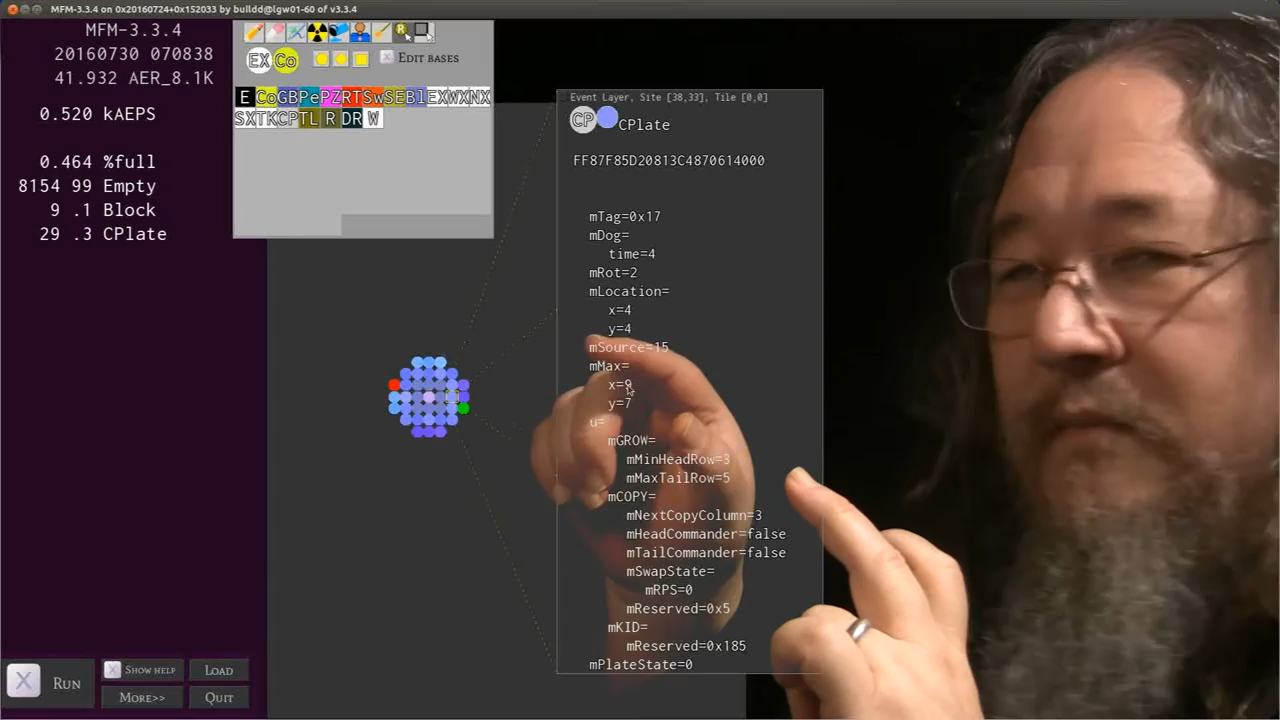 MFM-3.3.4 on 0x20160724+0x152033 by buildd@lgw01-60 of v3.3.4
MFM-3.3.4
20160730 070838
41.932 AER_8.1K
0.520 kAEPS
0.464 %full
8154 99 Empty
9 .1 Block
29 .3 CPlate
EX Co
EDIT BASES
E Co GB Pe PZ RT Sw SE Bl EX WX NX
SX TK CP TL R DR W
Event Layer, Site [38,33], Tile [0,0]
CP CPlate
FF87F85D20813C4870614000
mTag=0x17
mDog=
time=4
mRot=2
mLocation=
x=4
y=4
mSource=15
mMax=
x=9
y=7
u=
mGROW=
mMinHeadRow=3
mMaxTailRow=5
mCOPY=
mNextCopyColumn=3
mHeadCommander=false
mTailCommander=false
mSwapState=
mRPS=0
mReserved=0x5
mKID=
mReserved=0x185
mPlateState=0
X RUN
X SHOW HELP
LOAD
MORE>>
QUIT